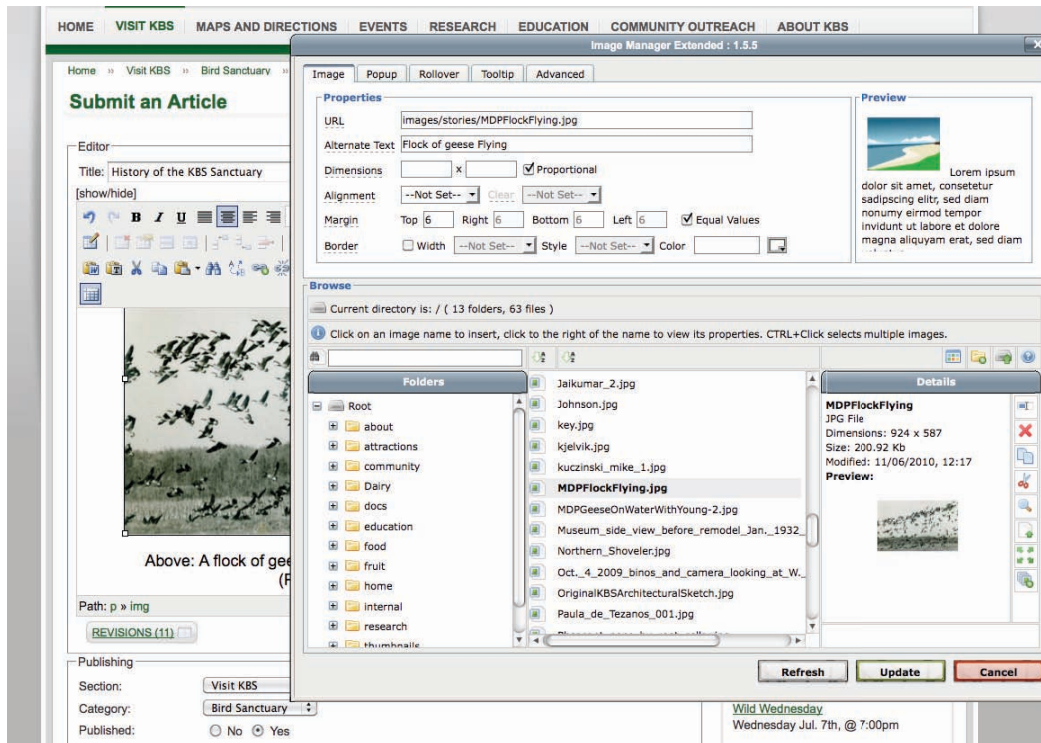 HOME VISIT KBS MAPS AND DIRECTIONS EVENTS RESEARCH EDUCATION COMMUNITY OUTREACH ABOUT KBS
Image Manager Extended : 1.5.5
Home » Visit KBS » Bird Sanctuary »
Submit an Article
Editor
Title: History of the KBS Sanctuary
[show/hide]
B I U
Above: A flock of gee
Path: p » img
REVISIONS (11)
Publishing
Section: Visit KBS
Category: Bird Sanctuary
Published: No Yes
Image Popup Rollover Tooltip Advanced
Properties
URL images/stories/MDPFlockFlying.jpg
Alternate Text Flock of geese Flying
Dimensions x Proportional
Alignment --Not Set-- Clear --Not Set--
Margin Top 6 Right 6 Bottom 6 Left 6 Equal Values
Border Width --Not Set-- Style --Not Set-- Color
Preview
Lorem ipsum
dolor sit amet, consetetur
sadipscing elitr, sed diam
nonumy eirmod tempor
invidunt ut labore et dolore
magna aliquyam erat, sed diam
Browse
Current directory is: / ( 13 folders, 63 files )
Click on an image name to insert, click to the right of the name to view its properties. CTRL+Click selects multiple images.
Folders
Root
about
attractions
community
Dairy
docs
education
food
fruit
home
internal
research
thumbnails
Jaikumar_2.jpg
Johnson.jpg
key.jpg
kjelvik.jpg
kuczinski_mike_1.jpg
MDPFlockFlying.jpg
MDPGeeseOnWaterWithYoung-2.jpg
Museum_side_view_before_remodel_Jan._1932_
Northern_Shoveler.jpg
Oct._4_2009_binos_and_camera_looking_at_W._
OriginalKBSArchitecturalSketch.jpg
Paula_de_Tezanos_001.jpg
Details
MDPFlockFlying
JPG File
Dimensions: 924 x 587
Size: 200.92 Kb
Modified: 11/06/2010, 12:17
Preview:
Refresh Update Cancel
Wild Wednesday
Wednesday Jul. 7th, @ 7:00pm